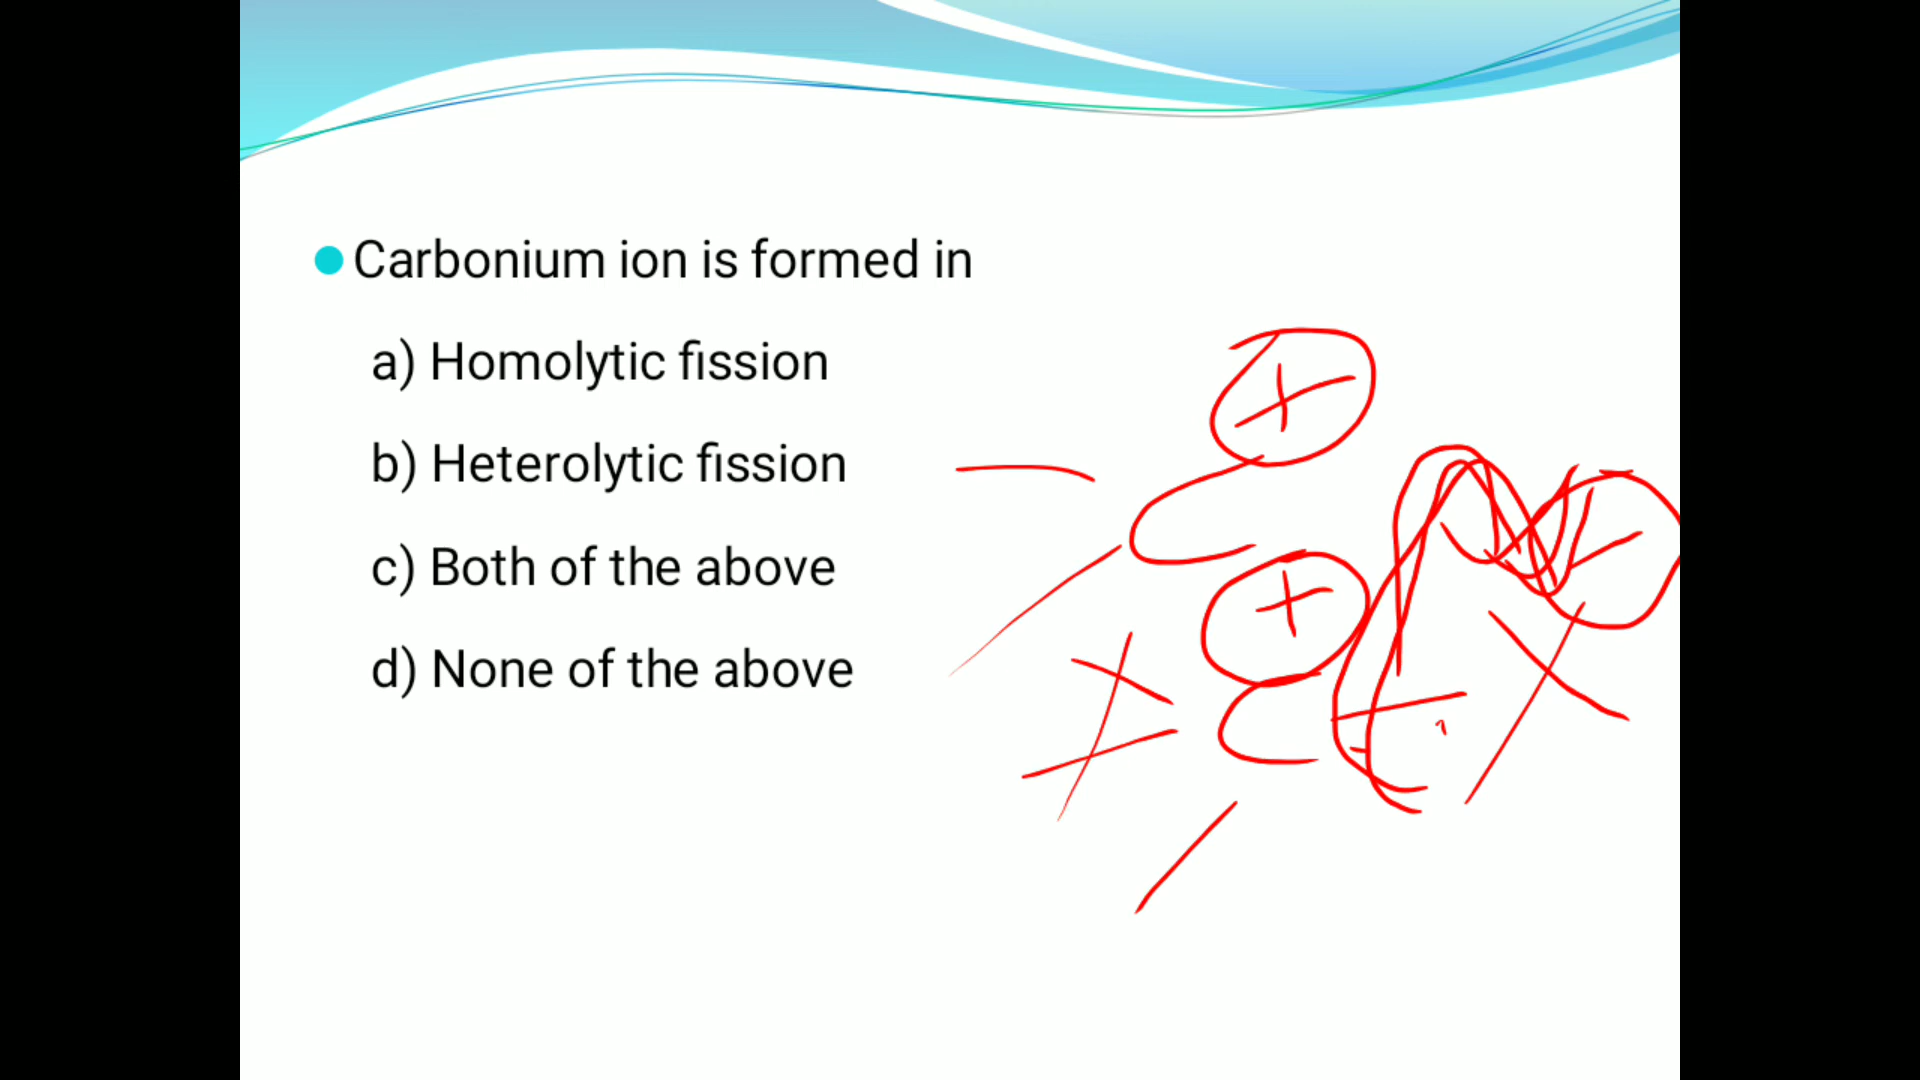 Carbonium ion is formed in
a) Homolytic fission
b) Heterolytic fission
c) Both of the above
d) None of the above